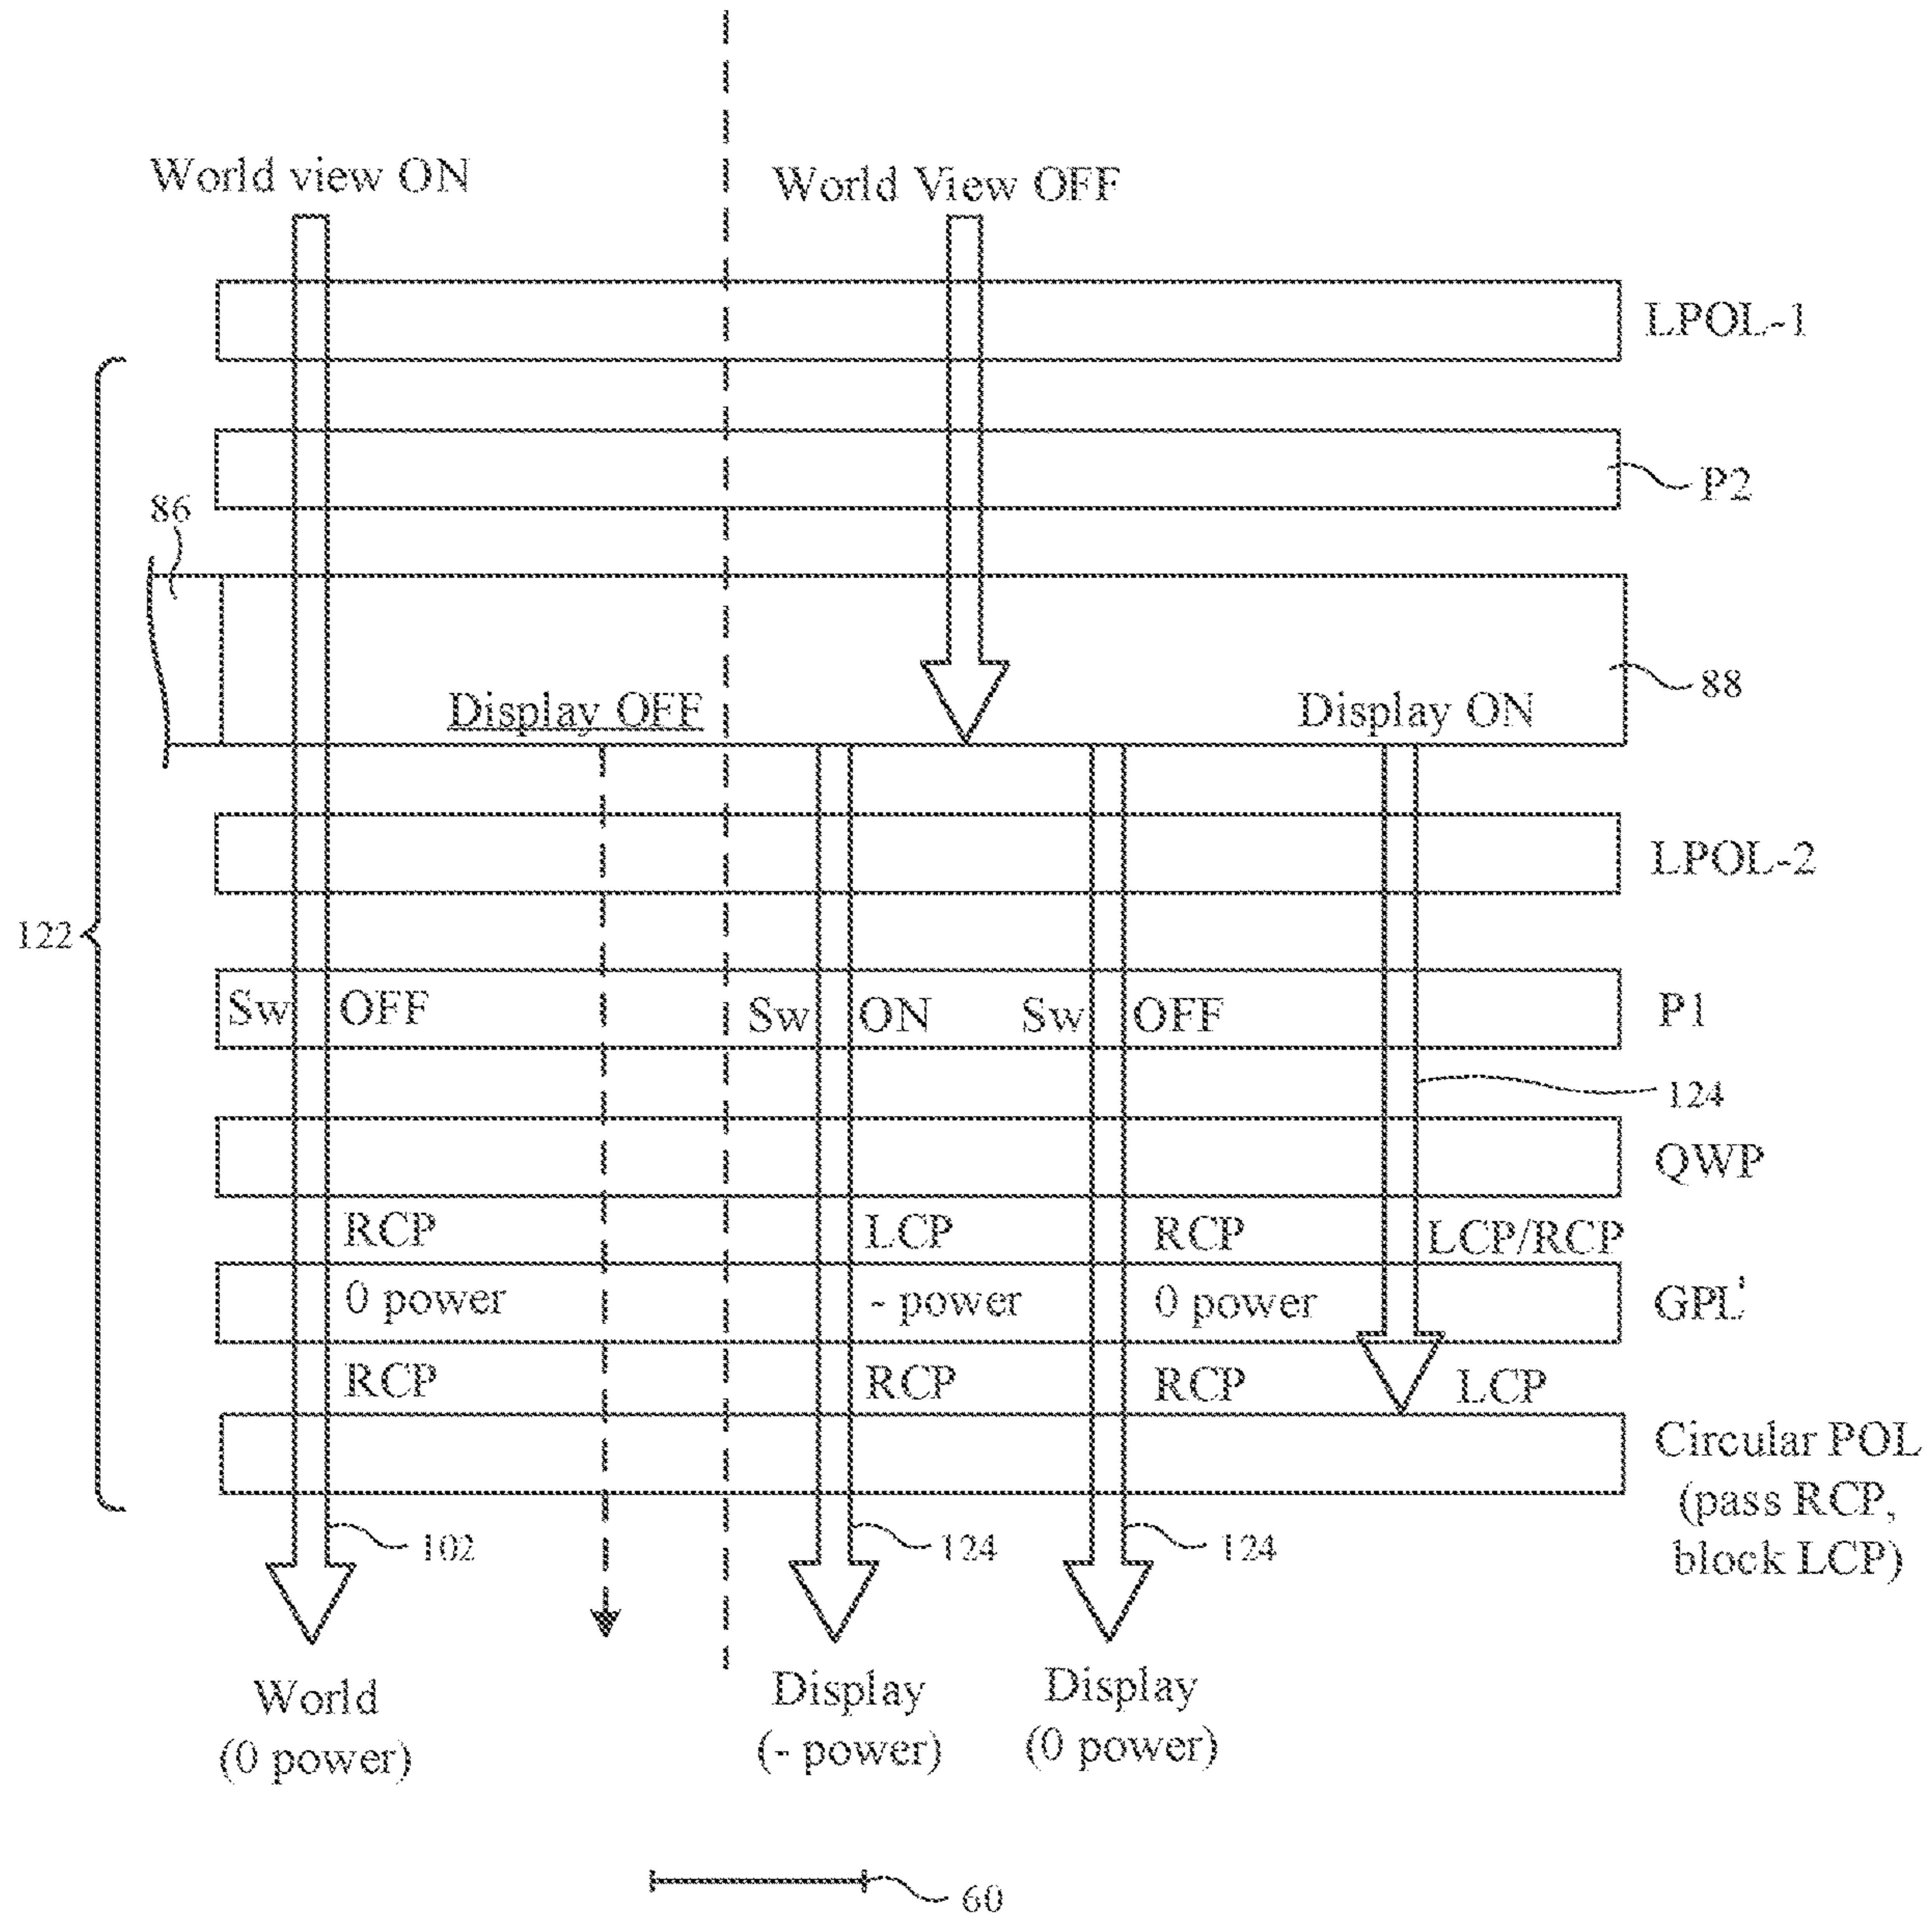 World view ON
World View OFF
LPOL-1
P2
86
88
Display OFF
Display ON
LPOL-2
122
Sw OFF
Sw ON
Sw OFF
P1
124
QWP
RCP
LCP
RCP
LCP/RCP
0 power
- power
0 power
GPL'
RCP
RCP
RCP
LCP
Circular POL
(pass RCP,
block LCP)
102
124
124
World
(0 power)
Display
(- power)
Display
(0 power)
60